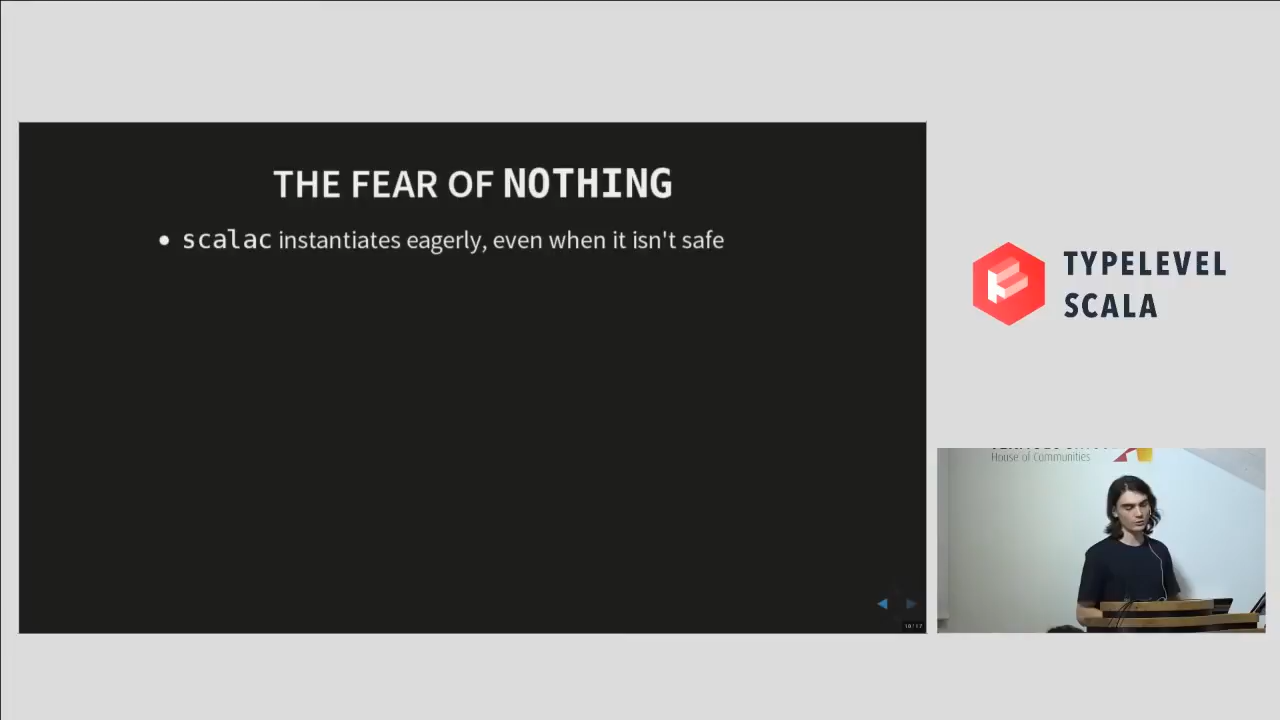 THE FEAR OF NOTHING
• scalac instantiates eagerly, even when it isn't safe
TYPELEVEL
SCALA
House of Communities